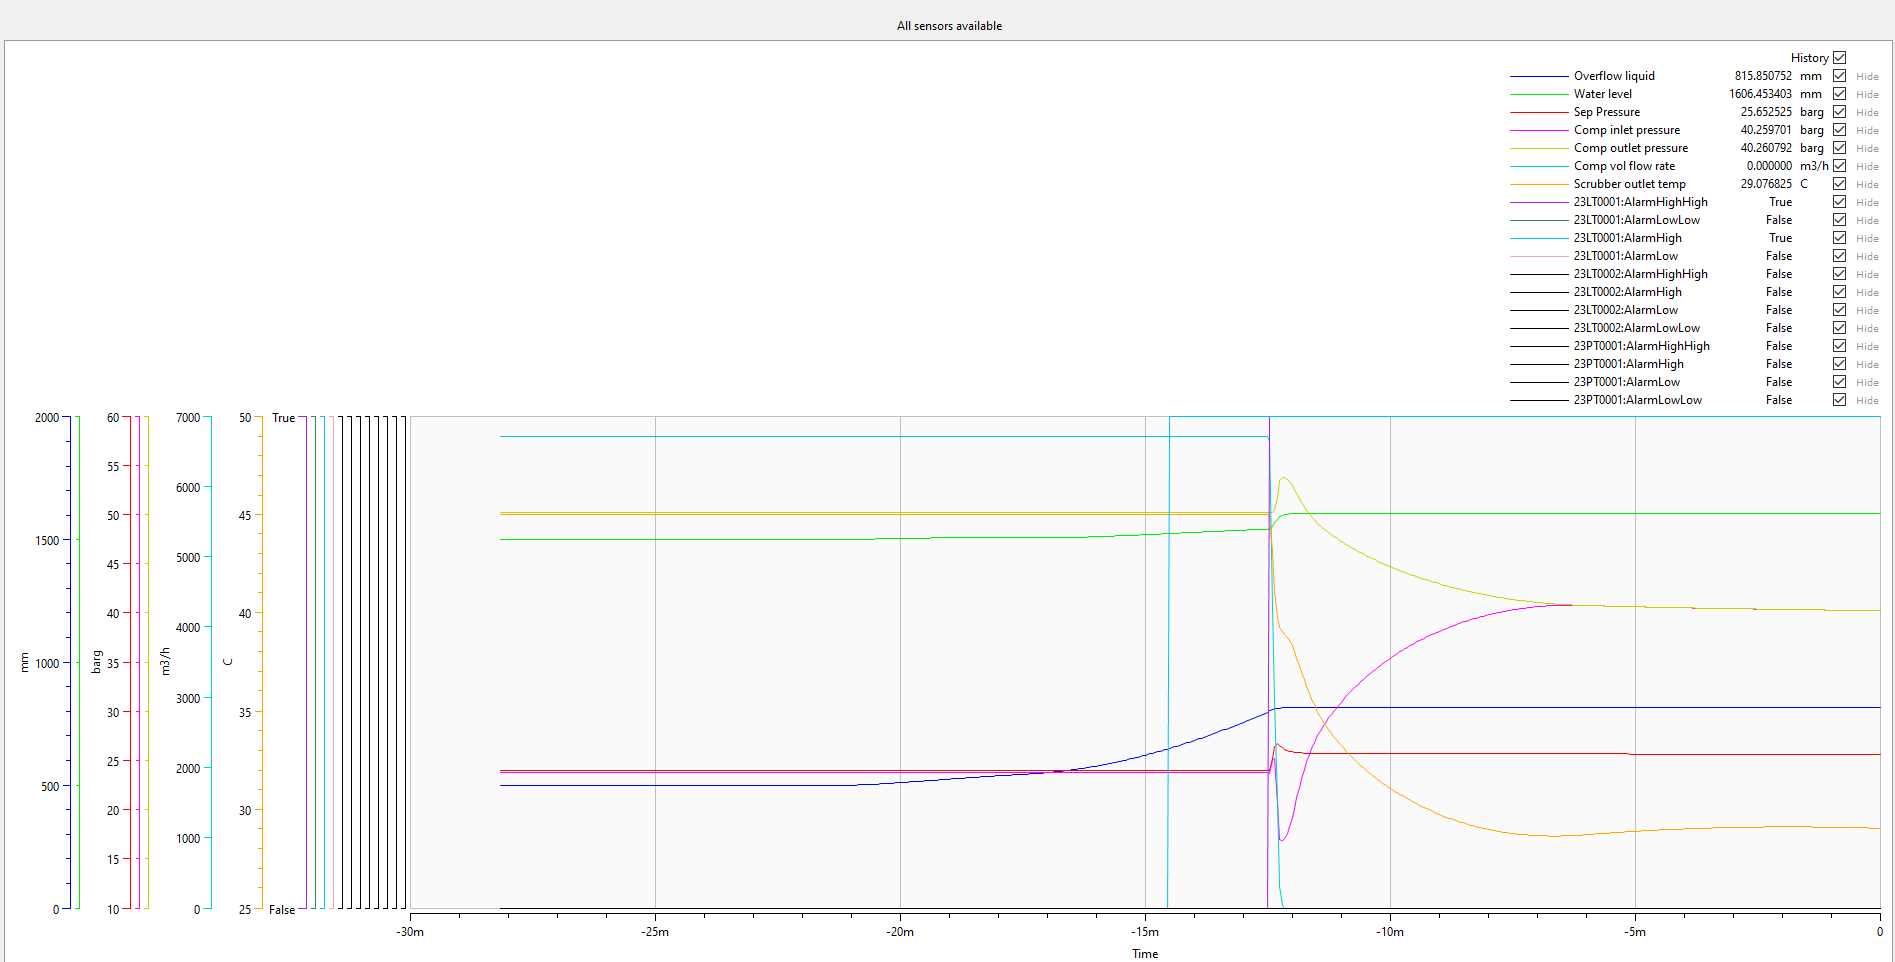 All sensors available
History
Overflow liquid 815.850752 mm Hide
Water level 1606.453403 mm Hide
Sep Pressure 25.652525 barg Hide
Comp inlet pressure 40.259701 barg Hide
Comp outlet pressure 40.260792 barg Hide
Comp vol flow rate 0.000000 m3/h Hide
Scrubber outlet temp 29.076825 C Hide
23LT0001:AlarmHighHigh True Hide
23LT0001:AlarmLowLow False Hide
23LT0001:AlarmHigh True Hide
23LT0001:AlarmLow False Hide
23LT0002:AlarmHighHigh False Hide
23LT0002:AlarmHigh False Hide
23LT0002:AlarmLow False Hide
23LT0002:AlarmLowLow False Hide
23PT0001:AlarmHighHigh False Hide
23PT0001:AlarmHigh False Hide
23PT0001:AlarmLow False Hide
23PT0001:AlarmLowLow False Hide
mm
2000
1500
1000
500
0
barg
60
55
50
45
40
35
30
25
20
15
10
m3/h
7000
6000
5000
4000
3000
2000
1000
0
C
50
45
40
35
30
25
True
False
-30m -25m -20m -15m -10m -5m 0
Time